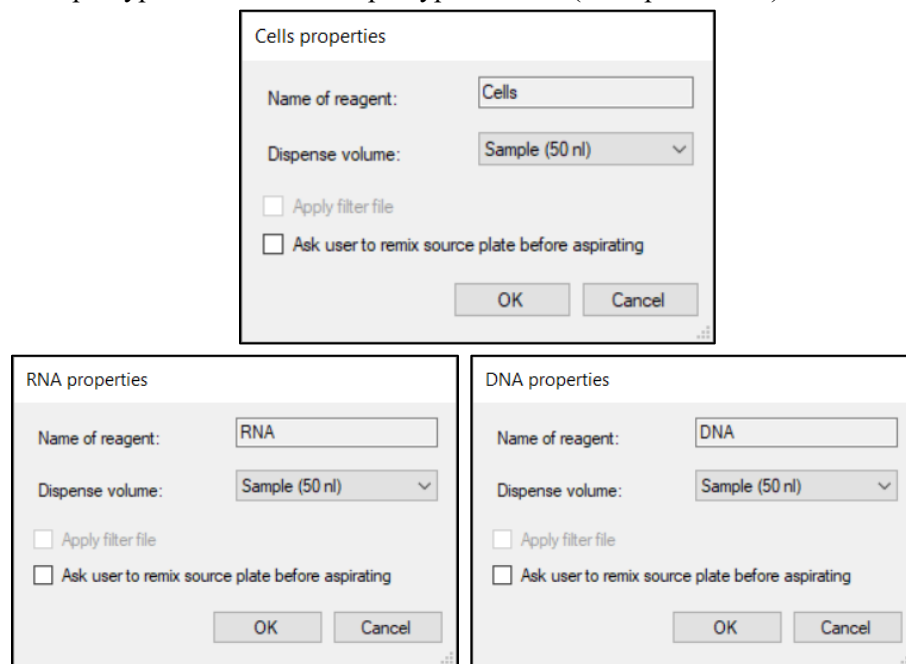 Cells properties
Name of reagent: Cells
Dispense volume: Sample (50 nl)
Apply filter file
Ask user to remix source plate before aspirating
OK Cancel
RNA properties
Name of reagent: RNA
Dispense volume: Sample (50 nl)
Apply filter file
Ask user to remix source plate before aspirating
OK Cancel
DNA properties
Name of reagent: DNA
Dispense volume: Sample (50 nl)
Apply filter file
Ask user to remix source plate before aspirating
OK Cancel